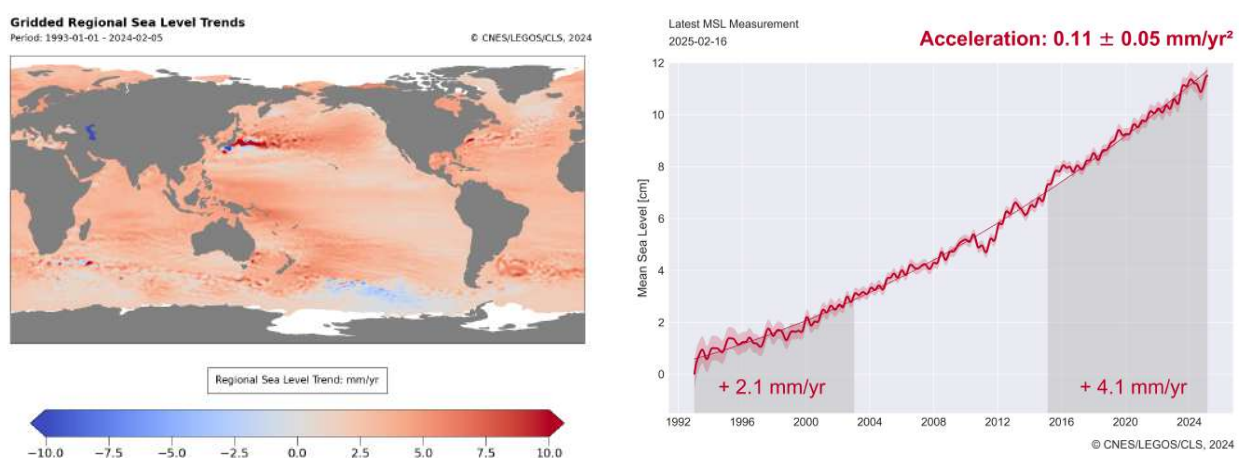 Gridded Regional Sea Level Trends
Period: 1993-01-01 - 2024-02-05
© CNES/LEGOS/CLS, 2024
Regional Sea Level Trend: mm/yr
−10.0 −7.5 −5.0 −2.5 0.0 2.5 5.0 7.5 10.0
Latest MSL Measurement
2025-02-16
Acceleration: 0.11 ± 0.05 mm/yr²
Mean Sea Level [cm]
12
10
8
6
4
2
0
+ 2.1 mm/yr
+ 4.1 mm/yr
1992 1996 2000 2004 2008 2012 2016 2020 2024
© CNES/LEGOS/CLS, 2024